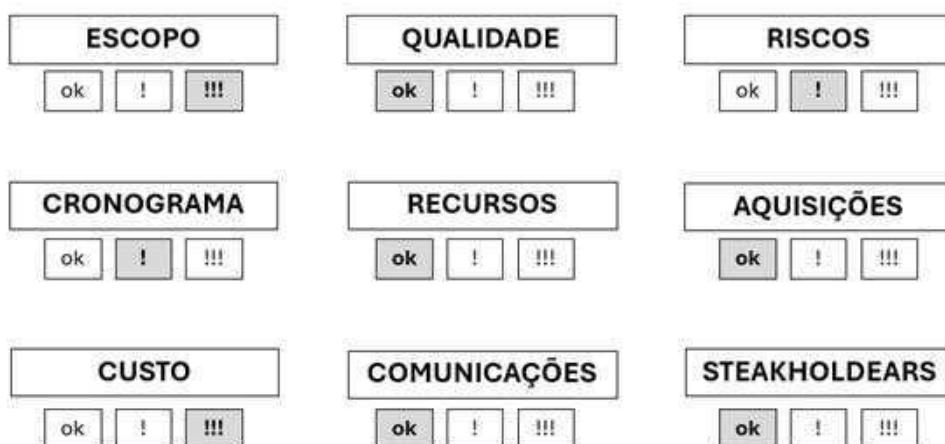 ESCOPO QUALIDADE RISCOS
ok ! !!! ok ! !!! ok ! !!!
CRONOGRAMA RECURSOS AQUISIÇÕES
ok ! !!! ok ! !!! ok ! !!!
CUSTO COMUNICAÇÕES STEAKHOLDEARS
ok ! !!! ok ! !!! ok ! !!!